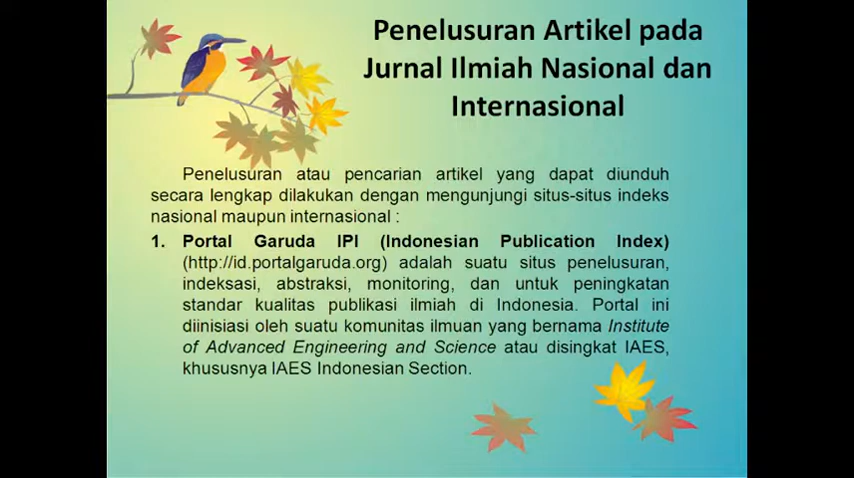 Penelusuran Artikel pada
Jurnal Ilmiah Nasional dan
Internasional
Penelusuran atau pencarian artikel yang dapat diunduh
secara lengkap dilakukan dengan mengunjungi situs-situs indeks
nasional maupun internasional :
1. Portal Garuda IPI (Indonesian Publication Index)
(http://id.portalgaruda.org) adalah suatu situs penelusuran,
indeksasi, abstraksi, monitoring, dan untuk peningkatan
standar kualitas publikasi ilmiah di Indonesia. Portal ini
diinisiasi oleh suatu komunitas ilmuan yang bernama Institute
of Advanced Engineering and Science atau disingkat IAES,
khususnya IAES Indonesian Section.